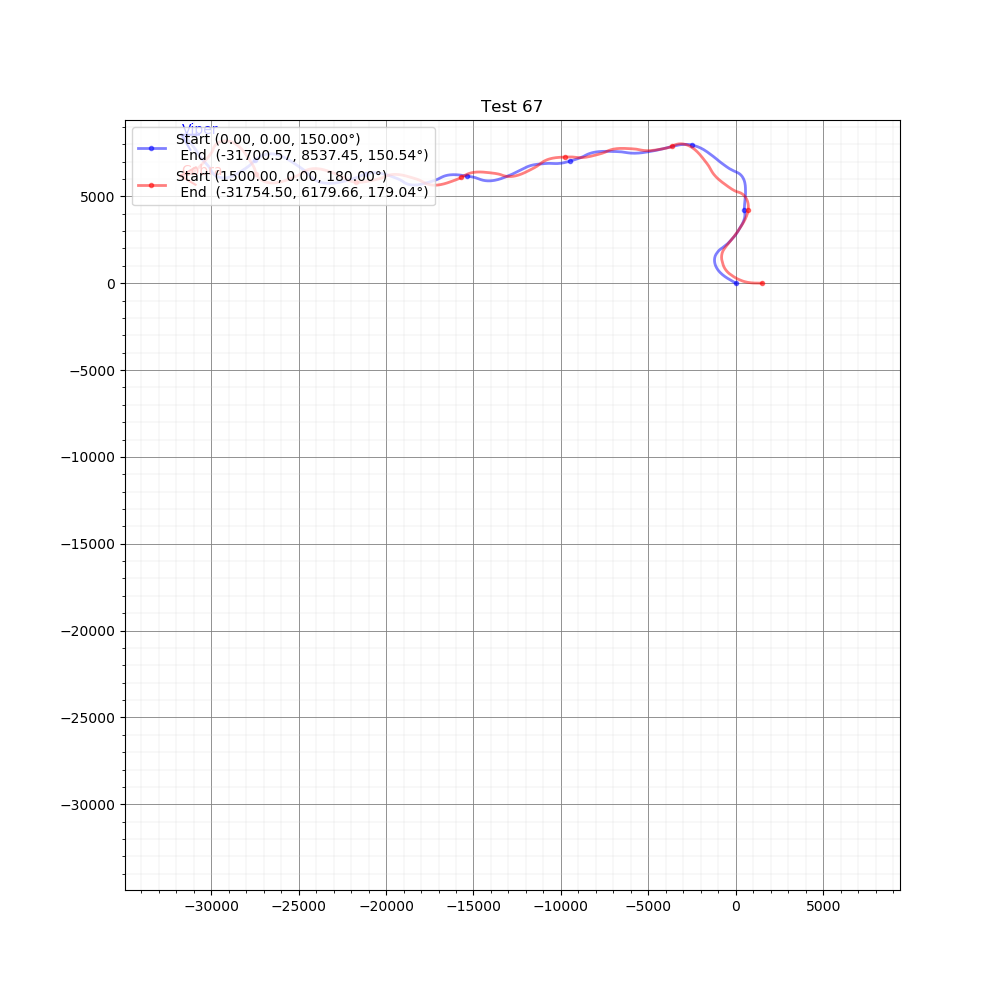 Test 67
Viper
Start (0.00, 0.00, 150.00°)
End (-31700.57, 8537.45, 150.54°)
Start (1500.00, 0.00, 180.00°)
End (-31754.50, 6179.66, 179.04°)
5000
0
−5000
−10000
−15000
−20000
−25000
−30000
−30000 −25000 −20000 −15000 −10000 −5000 0 5000